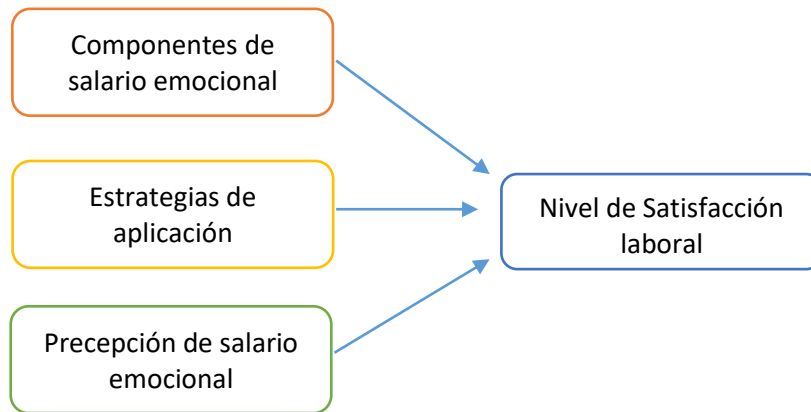 Componentes de
salario emocional
Estrategias de
aplicación
Nivel de Satisfacción
laboral
Precepción de salario
emocional